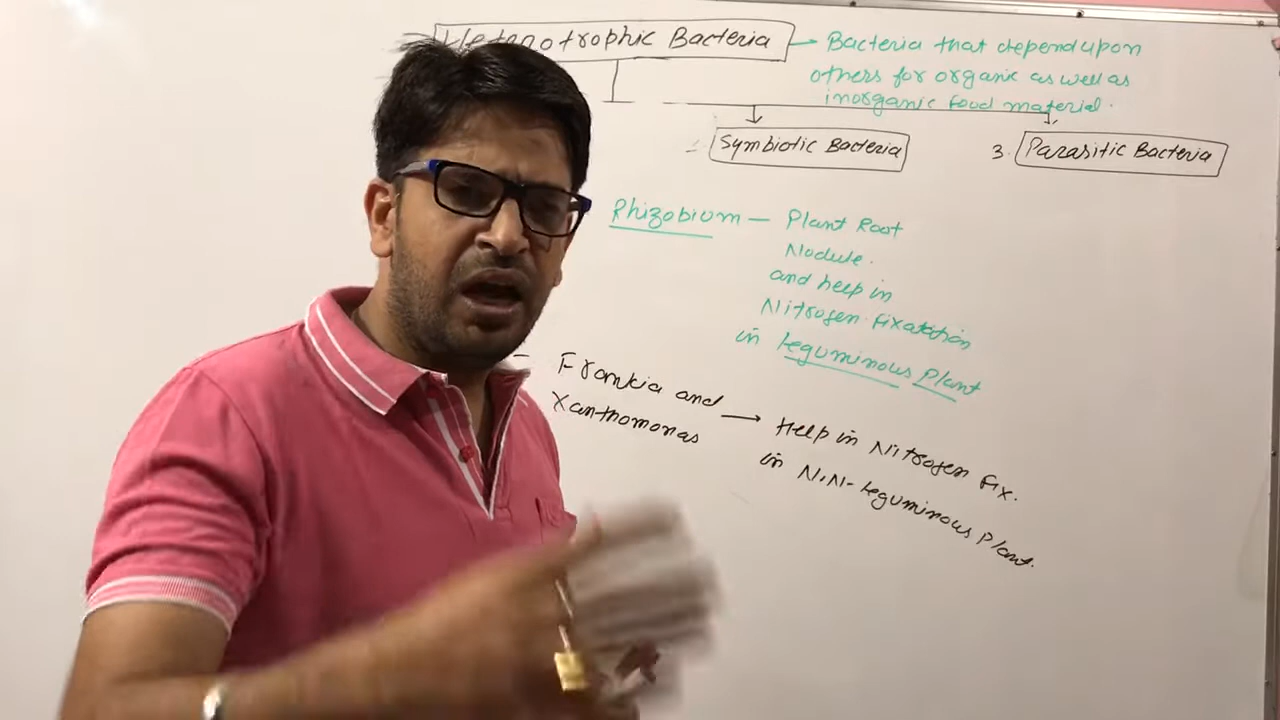 Heterotrophic Bacteria
Bacteria that depend upon
others for organic as well as
inorganic food material.
Symbiotic Bacteria
3. Parasitic Bacteria
Rhizobium — Plant Root
Nodule.
and help in
Nitrogen fixatition
in Leguminous Plant
Frankia and
Xanthomonas
Help in Nitrogen Fix.
in N.N-leguminous Plant.